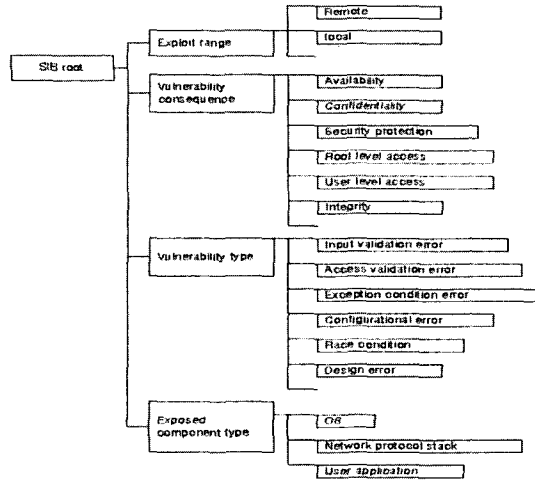 Remote
Exploit range
local
SIB root
Vulnerability
consequence
Availability
Confidentiality
Security protection
Root level access
User level access
Integrity
Vulnerability type
Input validation error
Access validation error
Exception condition error
Configurational error
Race condition
Design error
Exposed
component type
OS
Network protocol stack
User application